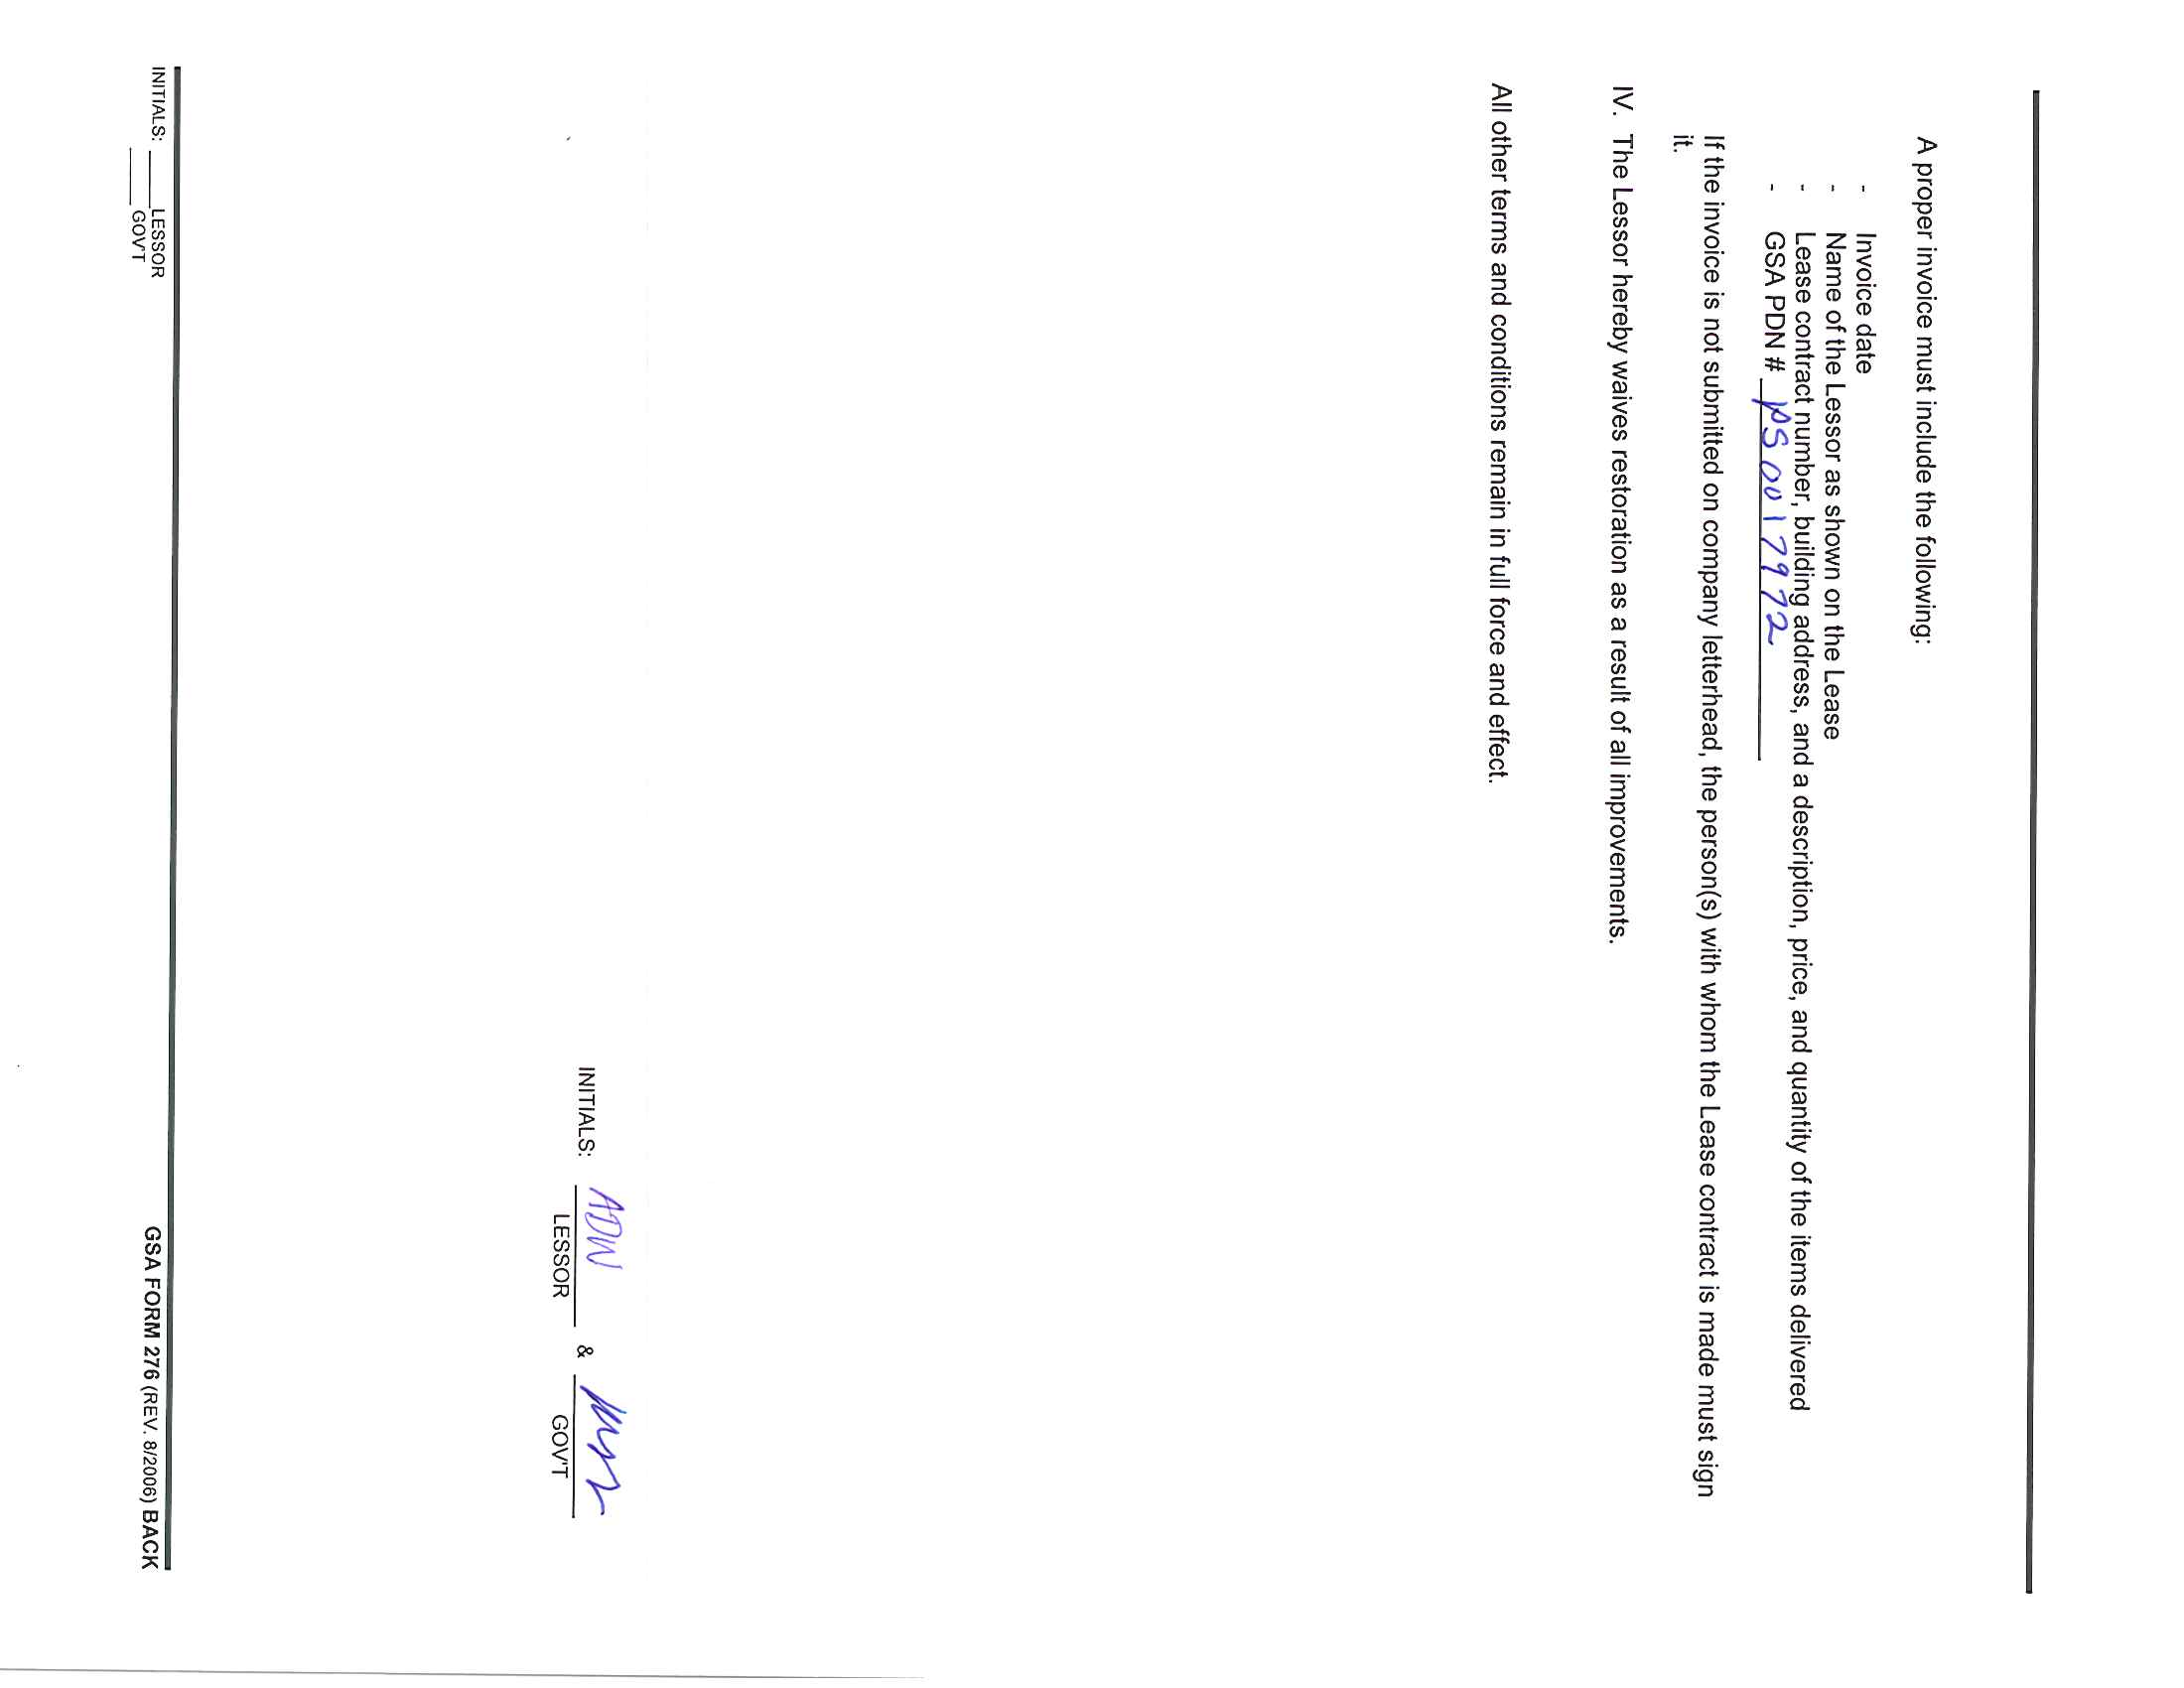 A proper invoice must include the following:
- Invoice date
- Name of the Lessor as shown on the Lease
- Lease contract number, building address, and a description, price, and quantity of the items delivered
- GSA PDN # PS0017972
If the invoice is not submitted on company letterhead, the person(s) with whom the Lease contract is made must sign
it.
IV. The Lessor hereby waives restoration as a result of all improvements.
All other terms and conditions remain in full force and effect.
INITIALS: ADW &
LESSOR GOV'T
INITIALS: LESSOR
GOV'T
GSA FORM 276 (REV. 8/2006) BACK